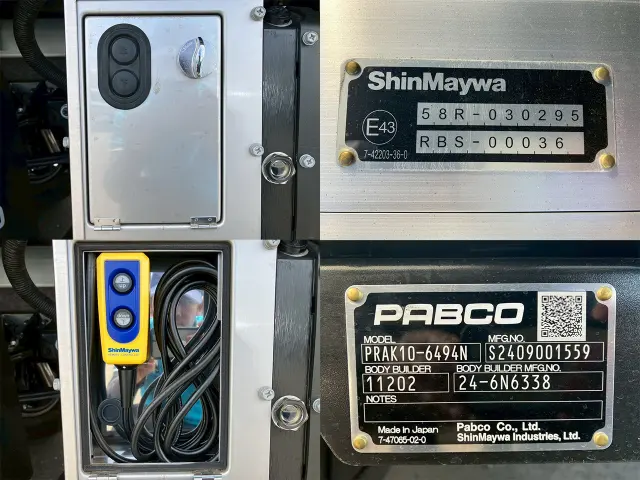 ShinMaywa
58R-030295
E43
RBS-00036
7-42203-36-0
ShinMaywa
PABCO
MODEL MFG.NO.
PRAK10-6494N S2409001559
BODY BUILDER BODY BUILDER MFG.NO.
11202 24-6N6338
NOTES
Made in Japan Pabco Co., Ltd.
7-47065-02-0 ShinMaywa Industries, Ltd.